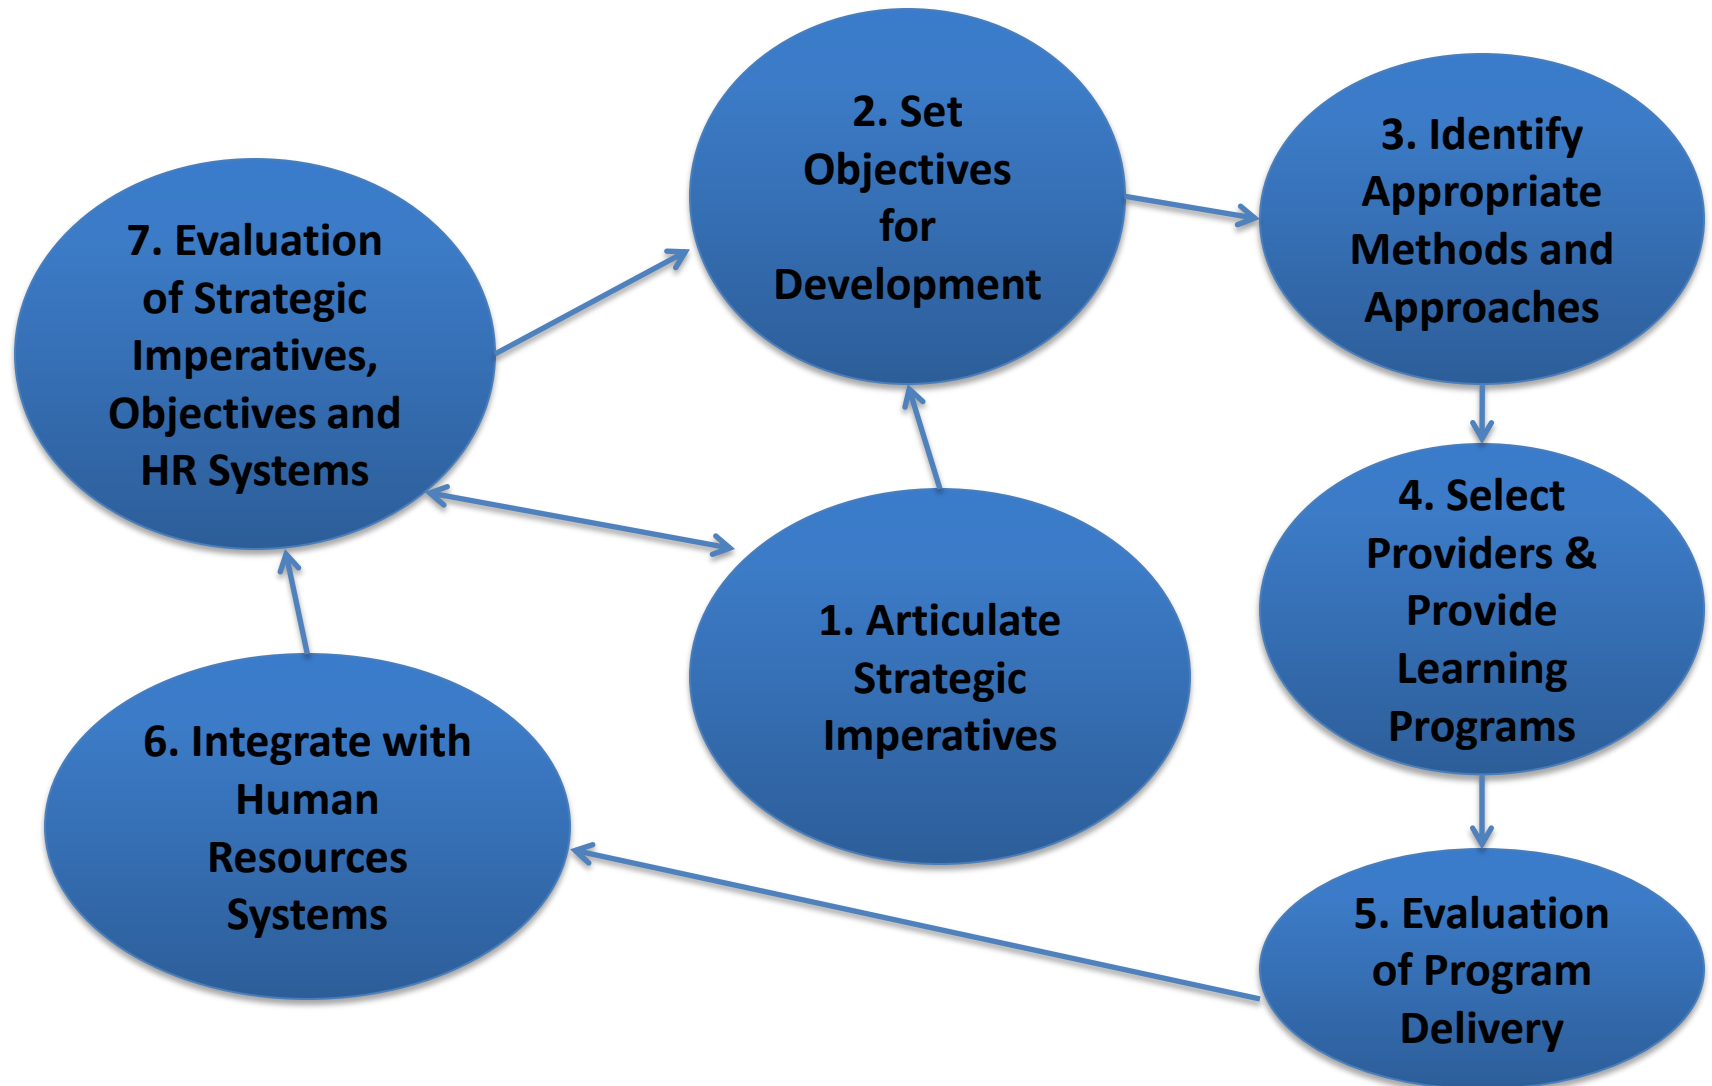 1. Articulate
Strategic
Imperatives
2. Set
Objectives
for
Development
3. Identify
Appropriate
Methods and
Approaches
4. Select
Providers &
Provide
Learning
Programs
5. Evaluation
of Program
Delivery
6. Integrate with
Human
Resources
Systems
7. Evaluation
of Strategic
Imperatives,
Objectives and
HR Systems